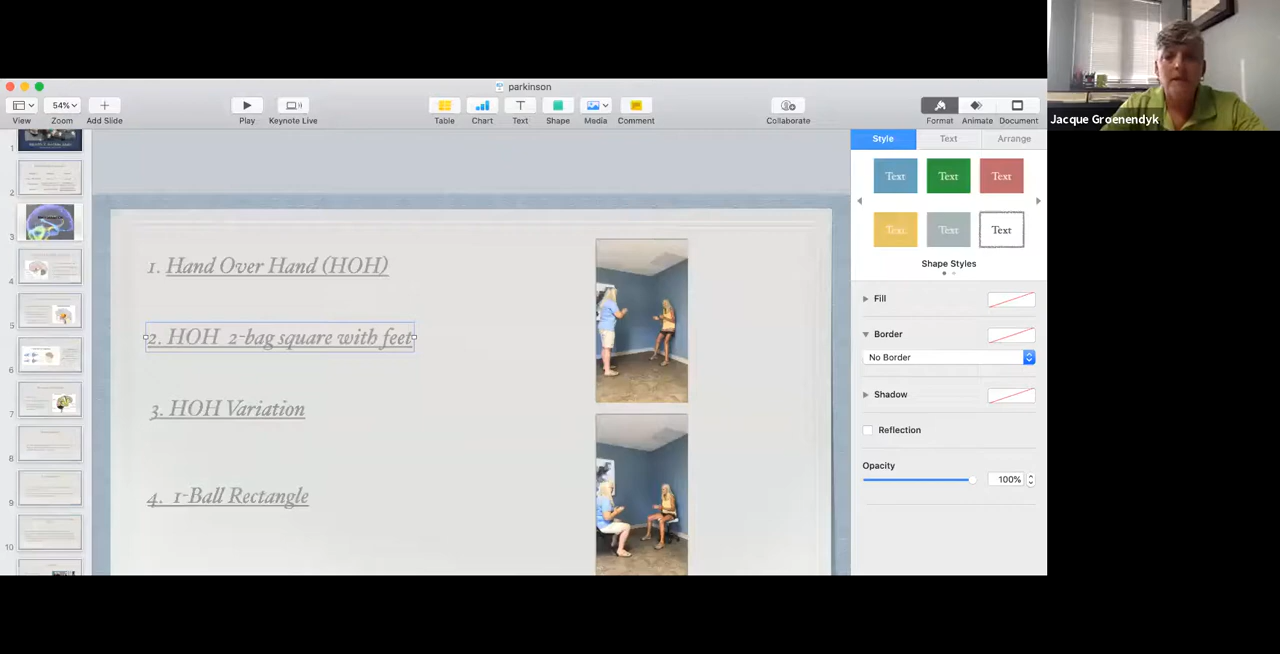 parkinson
54%
View
Zoom
Add Slide
Play
Keynote Live
Table
Chart
Text
Shape
Media
Comment
Collaborate
Format
Animate
Document
Jacque Groenendyk
Style
Text
Arrange
Text
Text
Text
Text
Text
Text
Shape Styles
Fill
Border
No Border
Shadow
Reflection
Opacity
100%
1
2
3
4
5
6
7
8
9
10
1. Hand Over Hand (HOH)
2. HOH 2-bag square with feet
3. HOH Variation
4. 1-Ball Rectangle